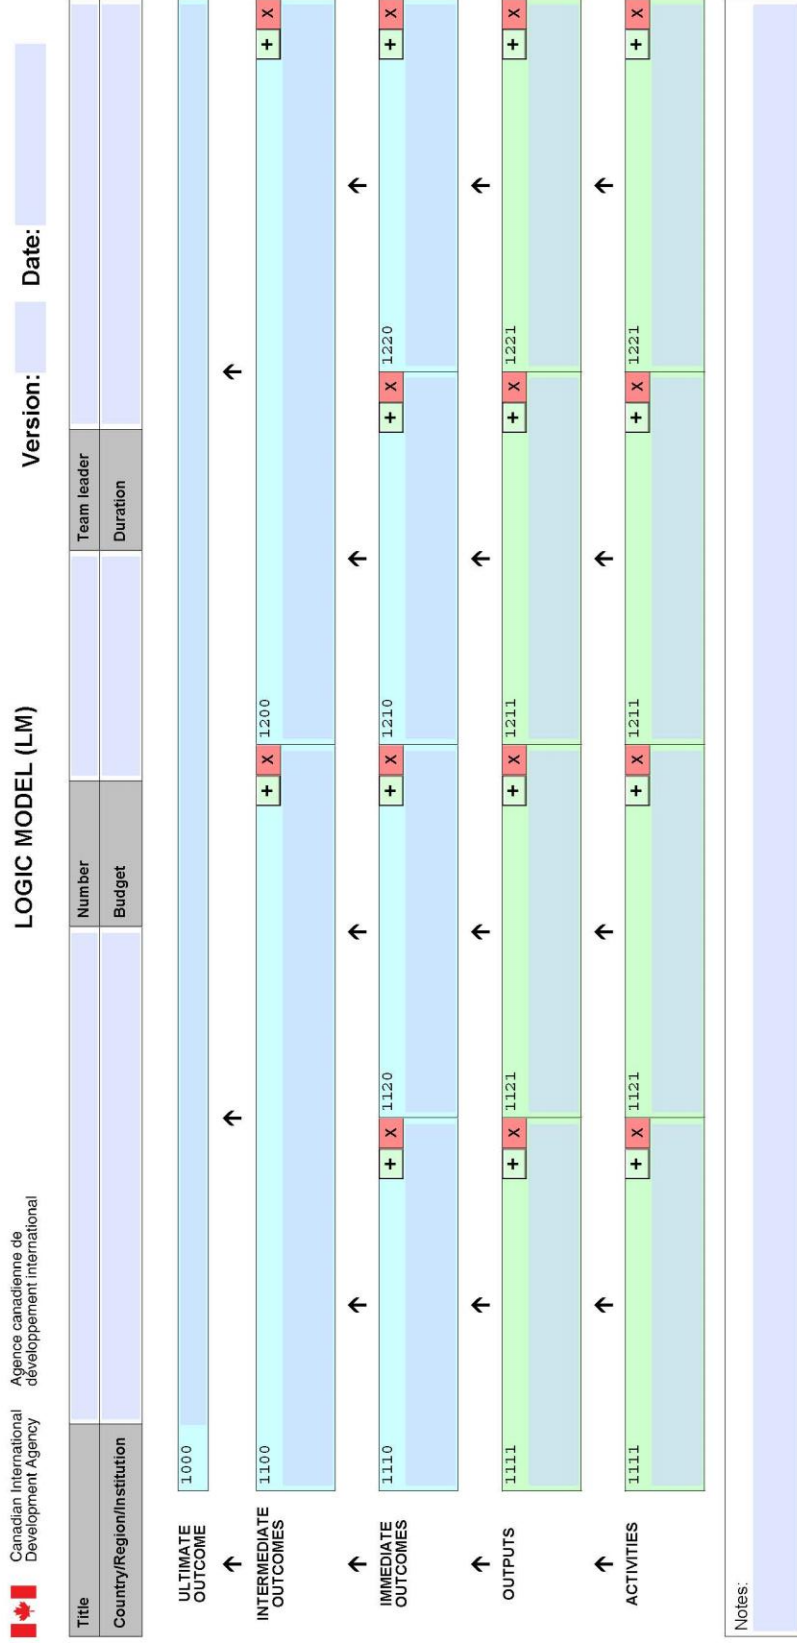 Canadian International
Development Agency
Agence canadienne de
développement international
LOGIC MODEL (LM)
Version:
Date:
Title
Number
Team leader
Country/Region/Institution
Budget
Duration
ULTIMATE
OUTCOME
1000
INTERMEDIATE
OUTCOMES
1100
+ X
1200
+ X
IMMEDIATE
OUTCOMES
1110
+ X
1120
+ X
1210
+ X
1220
+ X
OUTPUTS
1111
+ X
1121
+ X
1211
+ X
1221
+ X
ACTIVITIES
1111
+ X
1121
+ X
1211
+ X
1221
+ X
Notes: